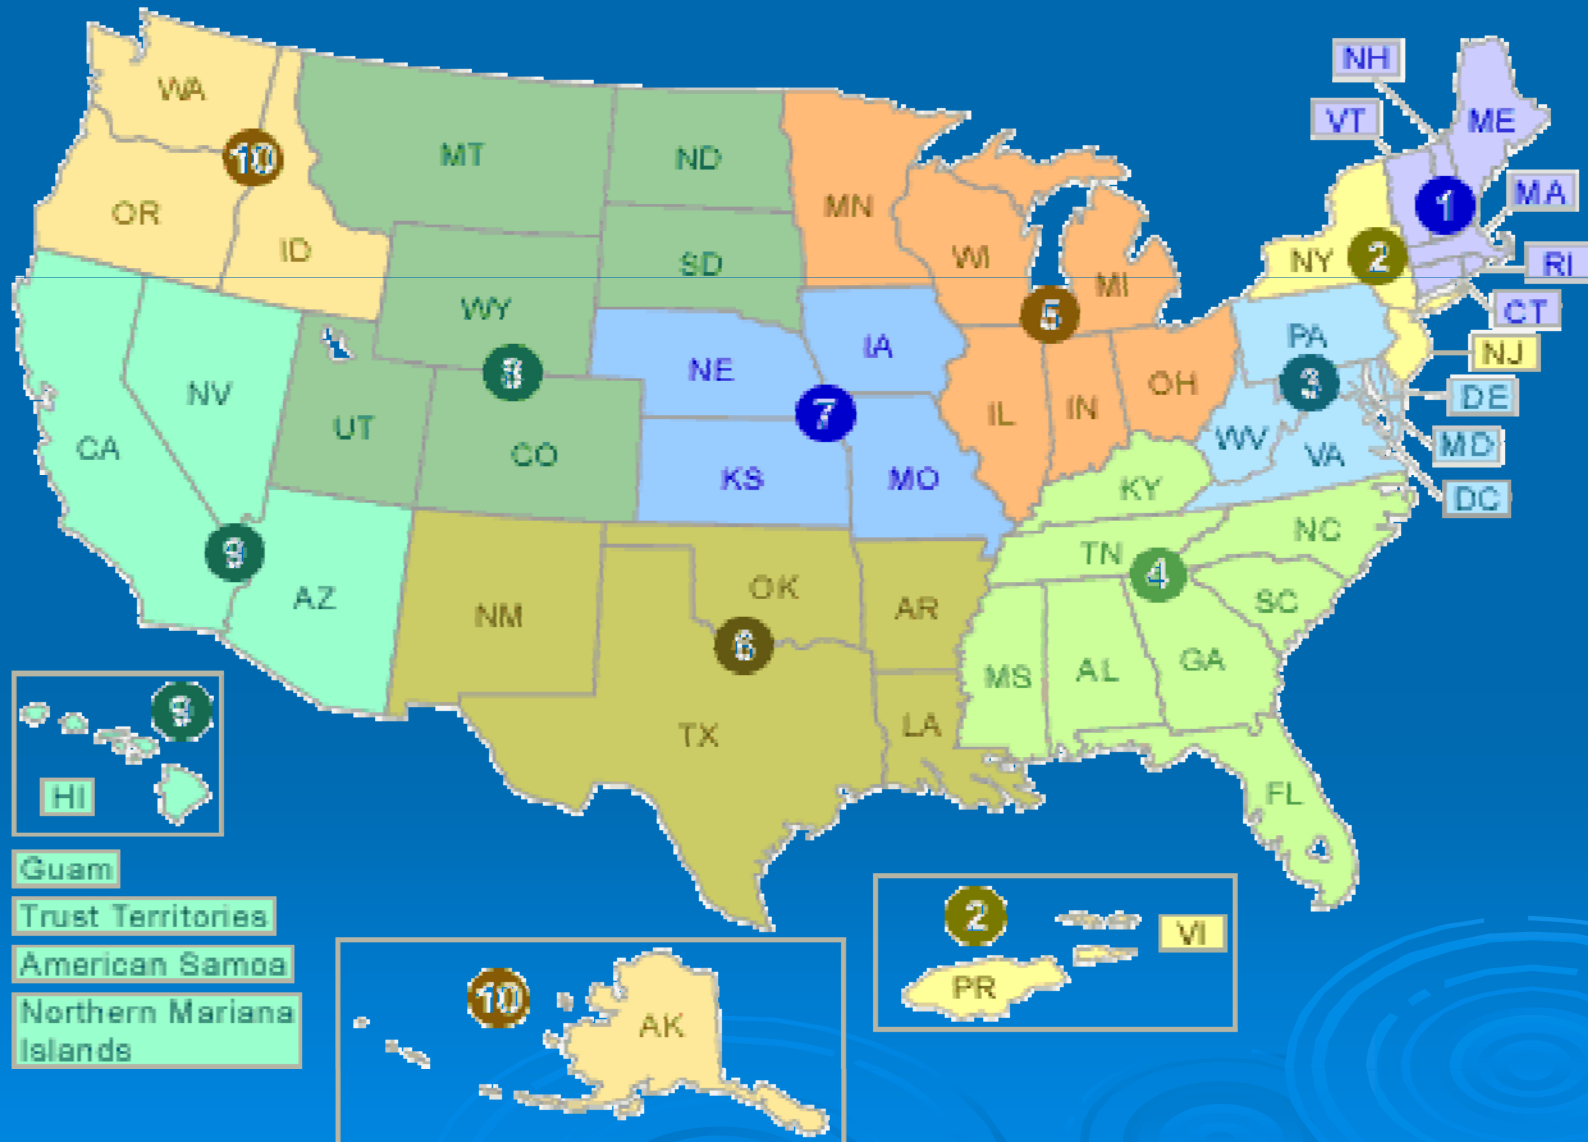 NH
ME
VT
WA
10
MT
ND
MA
OR
MN
1
ID
SD
WI
NY
2
RI
MI
WY
5
CT
PA
NJ
IA
NE
8
3
DE
NV
OH
UT
7
IL
IN
CA
CO
WV
VA
MD
KS
MO
KY
DC
NC
9
TN
4
AZ
OK
AR
SC
NM
6
GA
MS
AL
9
TX
LA
HI
FL
Guam
Trust Territories
2
VI
American Samoa
10
PR
Northern Mariana
Islands
AK